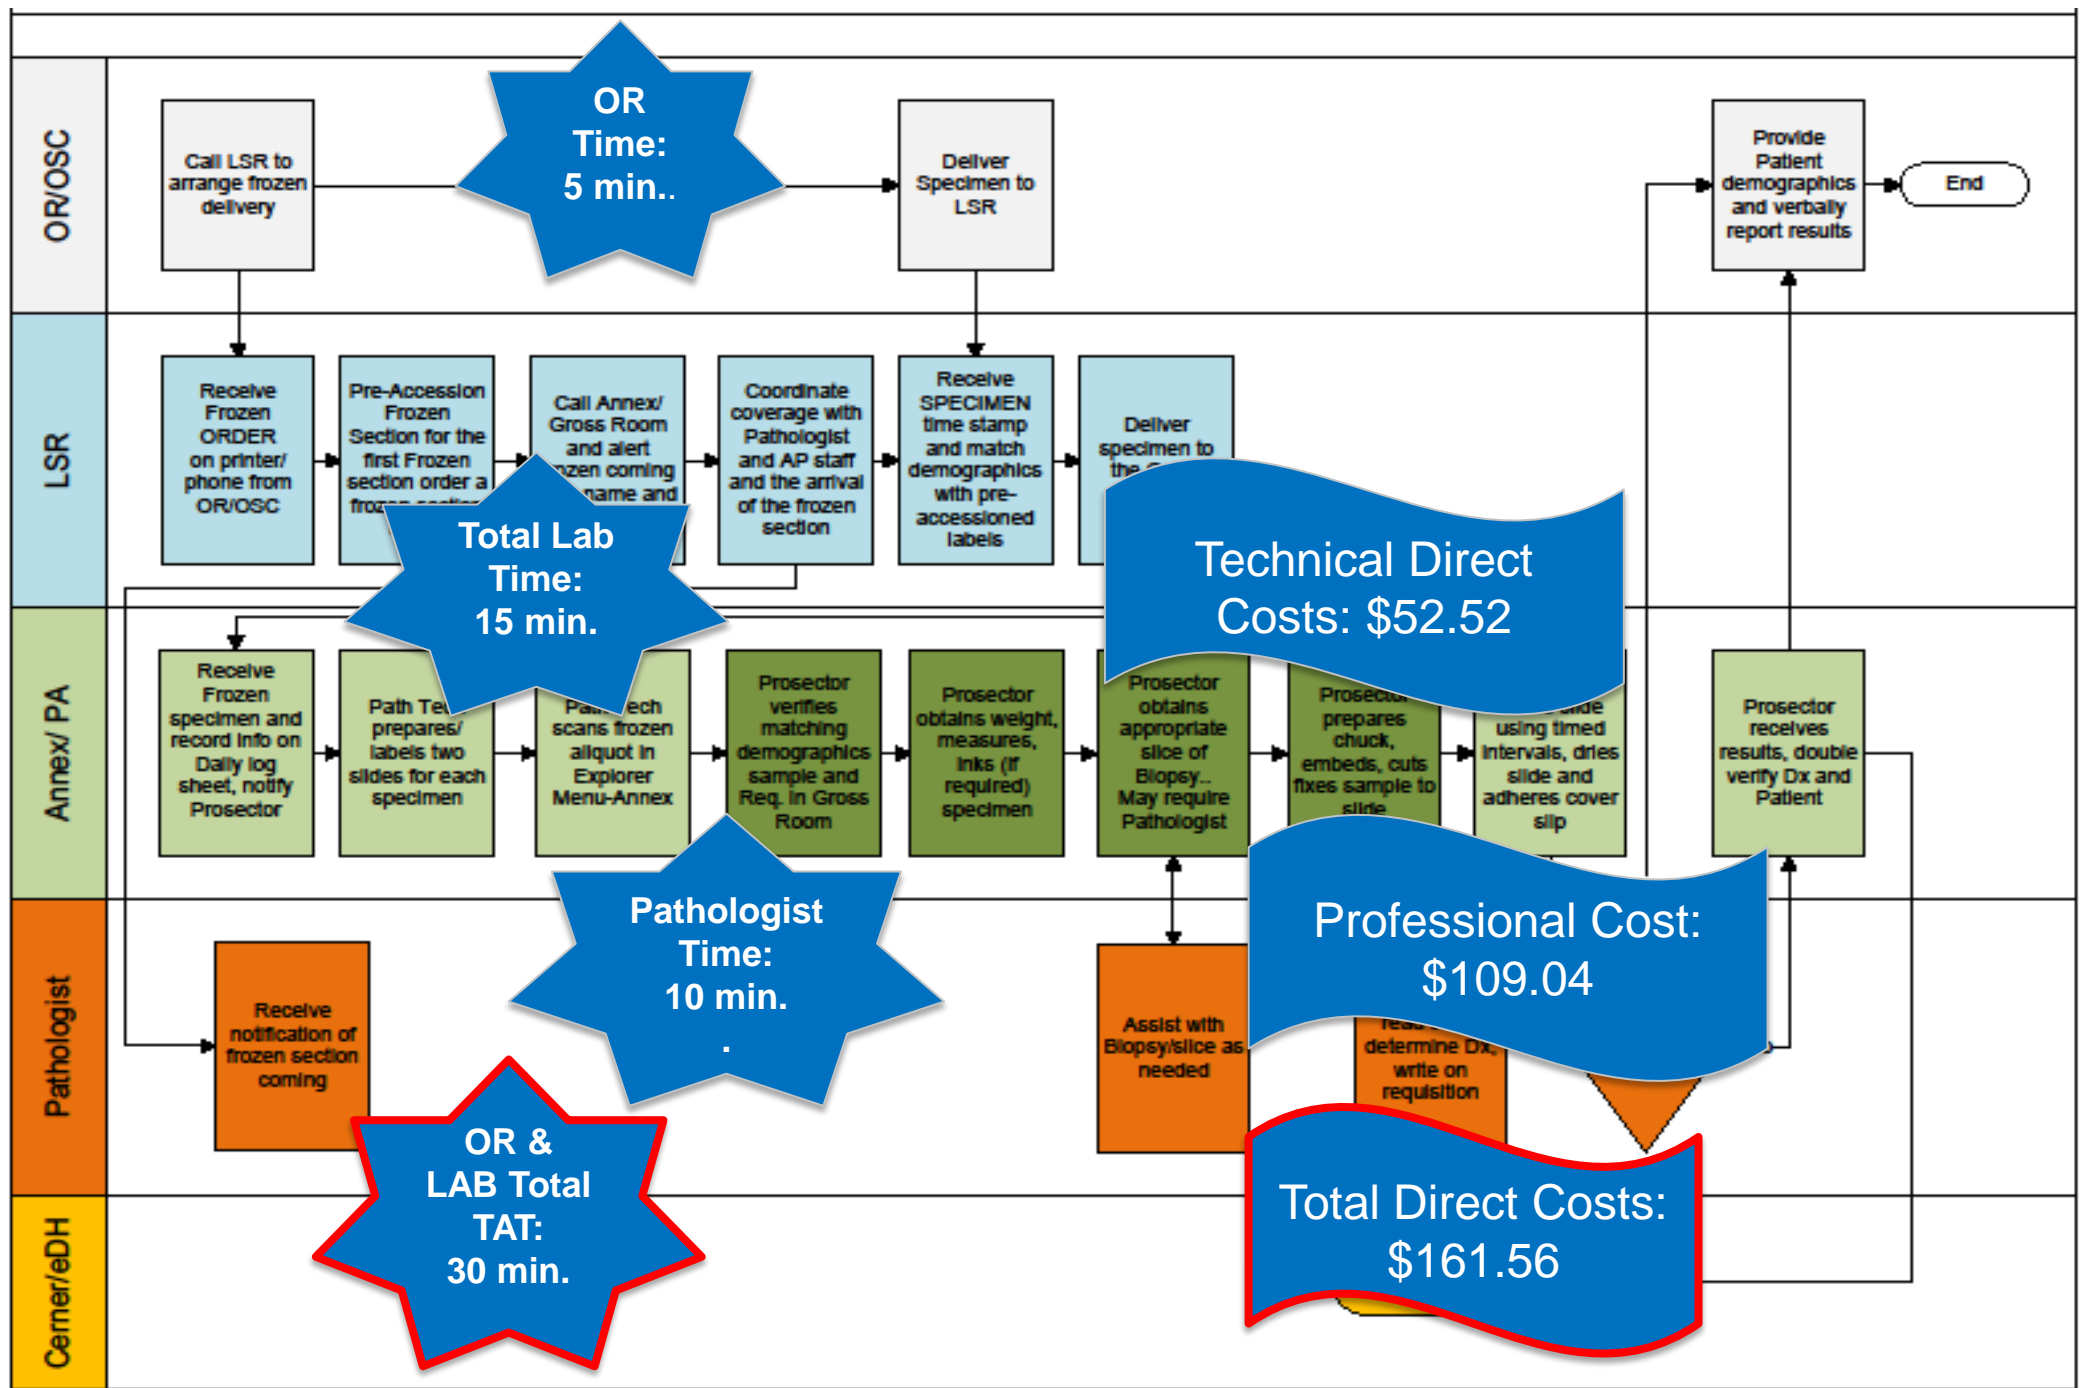 OR/OSC
Call LSR to
arrange frozen
delivery
OR
Time:
5 min..
Deliver
Specimen to
LSR
Provide
Patient
demographics
and verbally
report results
End
LSR
Receive
Frozen
ORDER
on printer/
phone from
OR/OSC
Pre-Accession
Frozen
Section for the
first Frozen
section order a
frozen section
Call Annex/
Gross Room
and alert
coming
name and
Coordinate
coverage with
Pathologist
and AP staff
and the arrival
of the frozen
section
Receive
SPECIMEN
time stamp
and match
demographics
with pre-
accessioned
labels
Deliver
specimen to
the
Total Lab
Time:
15 min.
Technical Direct
Costs: $52.52
Annex/ PA
Receive
Frozen
specimen and
record info on
Daily log
sheet, notify
Prosector
Path
prepares/
labels two
slides for each
specimen
scans frozen
aliquot in
Explorer
Menu-Annex
Prosector
verifies
matching
demographics
sample and
Req. in Gross
Room
Prosector
obtains weight,
measures,
inks (if
required)
specimen
Prosector
obtains
appropriate
slice of
Biopsy..
May require
Pathologist
Prosector
prepares
chuck,
embeds, cuts
fixes sample to
slide
slide
using timed
intervals, dries
slide and
adheres cover
slip
Prosector
receives
results, double
verify Dx and
Patient
Pathologist
Receive
notification of
frozen section
coming
Pathologist
Time:
10 min.
.
Assist with
Biopsy/slice as
needed
Professional Cost:
$109.04
determine Dx,
write on
requisition
Cerner/eDH
OR &
LAB Total
TAT:
30 min.
Total Direct Costs:
$161.56